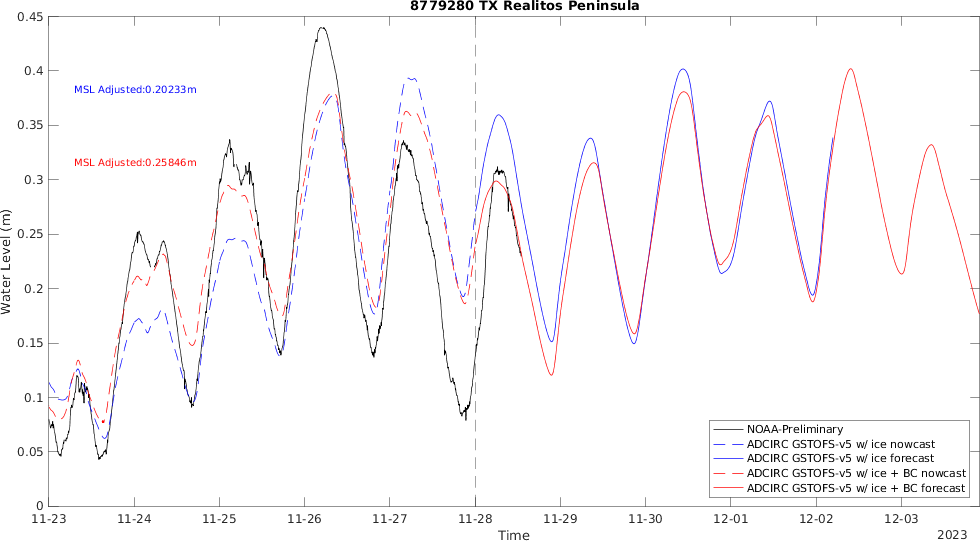 8779280 TX Realitos Peninsula
0.45
0.4
0.35
0.3
0.25
0.2
0.15
0.1
0.05
0
Water Level (m)
MSL Adjusted:0.20233m
MSL Adjusted:0.25846m
NOAA-Preliminary
ADCIRC GSTOFS-v5 w/ ice nowcast
ADCIRC GSTOFS-v5 w/ ice forecast
ADCIRC GSTOFS-v5 w/ ice + BC nowcast
ADCIRC GSTOFS-v5 w/ ice + BC forecast
11-23 11-24 11-25 11-26 11-27 11-28 11-29 11-30 12-01 12-02 12-03
Time
2023